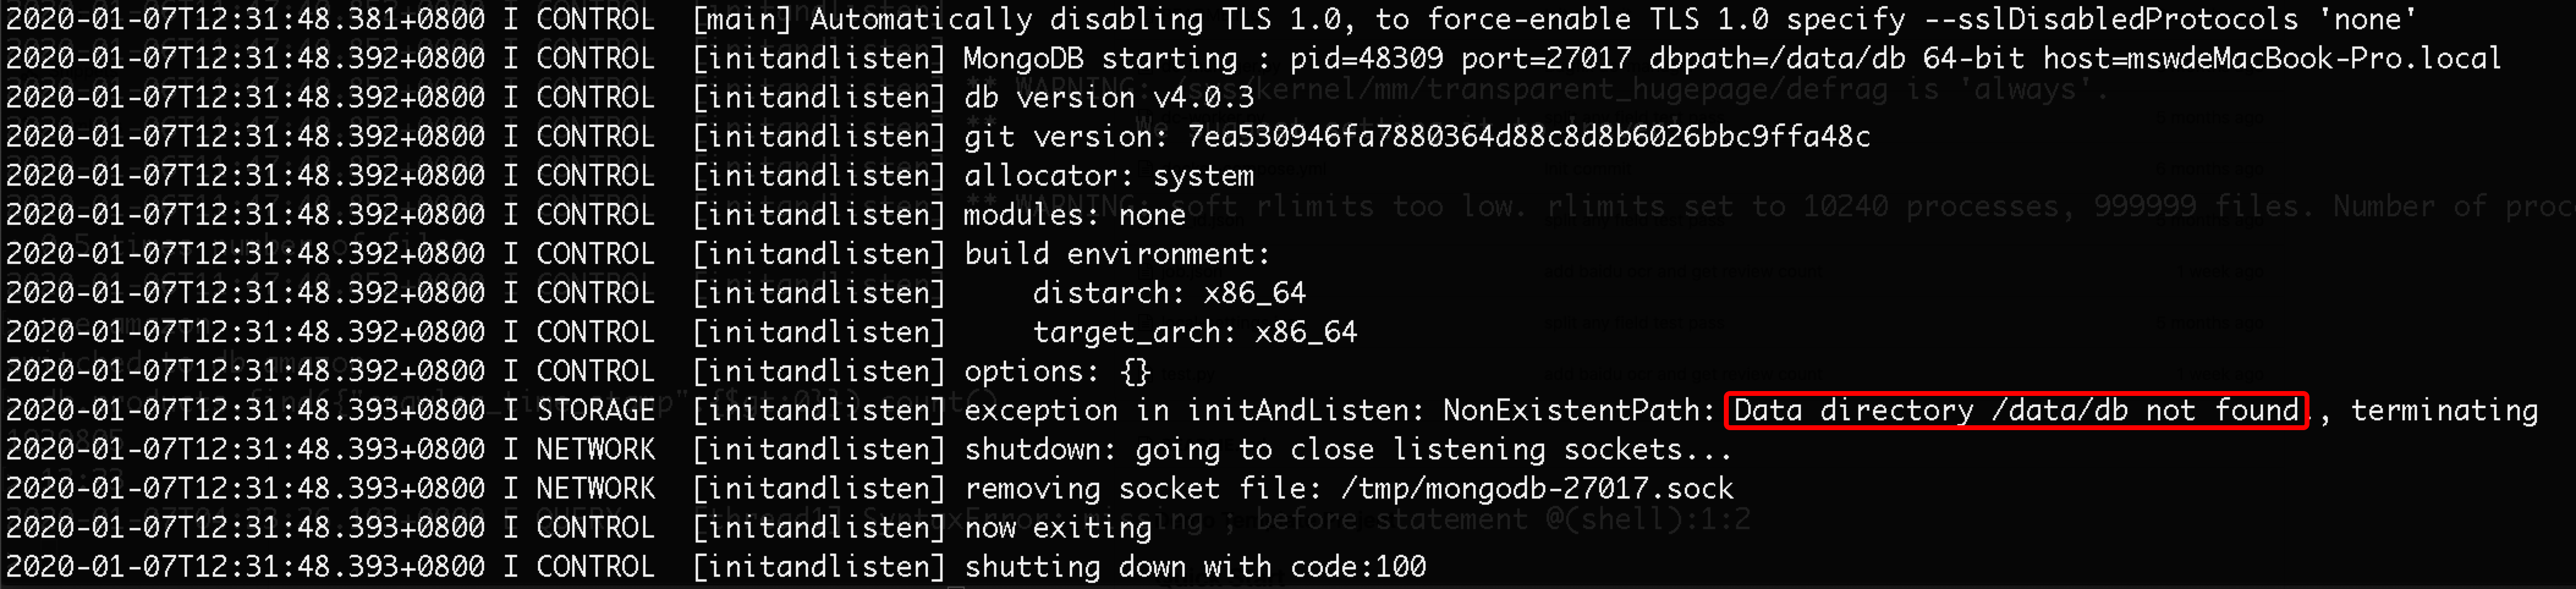 2020-01-07T12:31:48.381+0800 I CONTROL  [main] Automatically disabling TLS 1.0, to force-enable TLS 1.0 specify --sslDisabledProtocols 'none'
2020-01-07T12:31:48.392+0800 I CONTROL  [initandlisten] MongoDB starting : pid=48309 port=27017 dbpath=/data/db 64-bit host=mswdeMacBook-Pro.local
2020-01-07T12:31:48.392+0800 I CONTROL  [initandlisten] db version v4.0.3
2020-01-07T12:31:48.392+0800 I CONTROL  [initandlisten] git version: 7ea530946fa7880364d88c8d8b6026bbc9ffa48c
2020-01-07T12:31:48.392+0800 I CONTROL  [initandlisten] allocator: system
2020-01-07T12:31:48.392+0800 I CONTROL  [initandlisten] modules: none
2020-01-07T12:31:48.392+0800 I CONTROL  [initandlisten] build environment:
2020-01-07T12:31:48.392+0800 I CONTROL  [initandlisten]     distarch: x86_64
2020-01-07T12:31:48.392+0800 I CONTROL  [initandlisten]     target_arch: x86_64
2020-01-07T12:31:48.392+0800 I CONTROL  [initandlisten] options: {}
2020-01-07T12:31:48.393+0800 I STORAGE  [initandlisten] exception in initAndListen: NonExistentPath: Data directory /data/db not found., terminating
2020-01-07T12:31:48.393+0800 I NETWORK  [initandlisten] shutdown: going to close listening sockets...
2020-01-07T12:31:48.393+0800 I NETWORK  [initandlisten] removing socket file: /tmp/mongodb-27017.sock
2020-01-07T12:31:48.393+0800 I CONTROL  [initandlisten] now exiting
2020-01-07T12:31:48.393+0800 I CONTROL  [initandlisten] shutting down with code:100